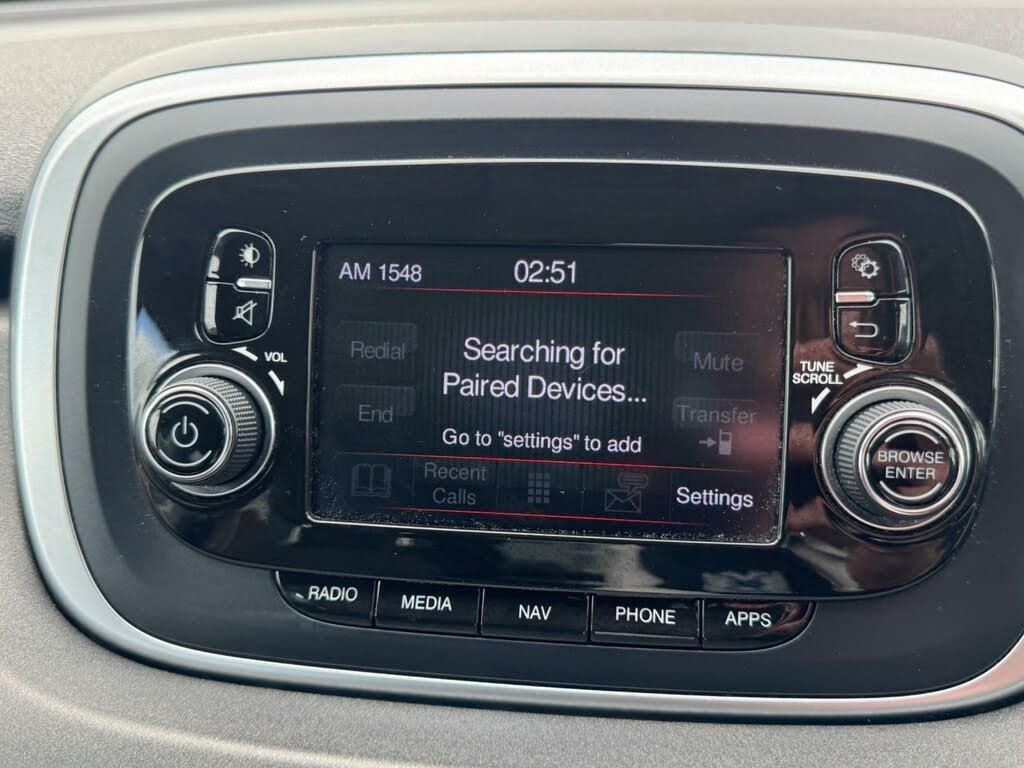 AM 1548
02:51
Redial
Searching for
Paired Devices...
Mute
End
Transfer
Go to "settings" to add
Recent
Calls
Settings
VOL
TUNE
SCROLL
BROWSE
ENTER
RADIO
MEDIA
NAV
PHONE
APPS